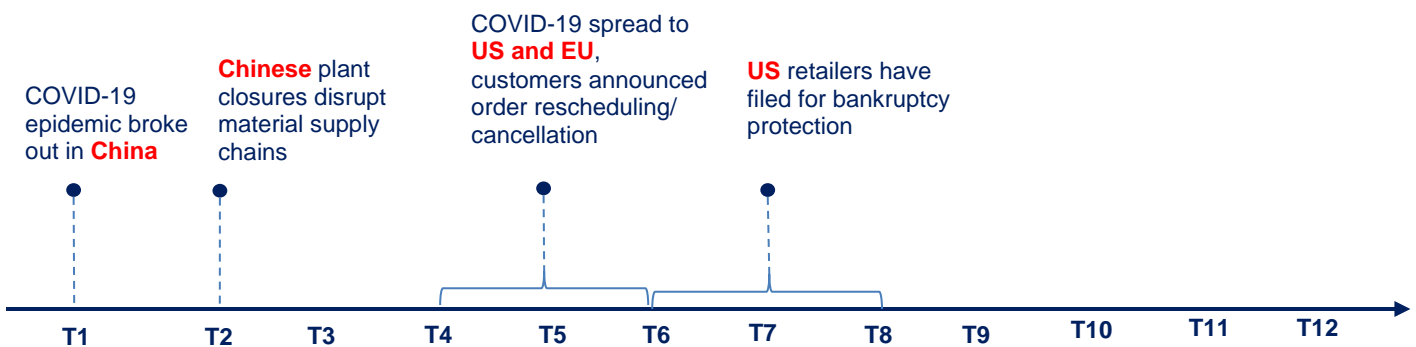 COVID-19
epidemic broke
out in China
Chinese plant
closures disrupt
material supply
chains
COVID-19 spread to
US and EU,
customers announced
order rescheduling/
cancellation
US retailers have
filed for bankruptcy
protection
T1 T2 T3 T4 T5 T6 T7 T8 T9 T10 T11 T12